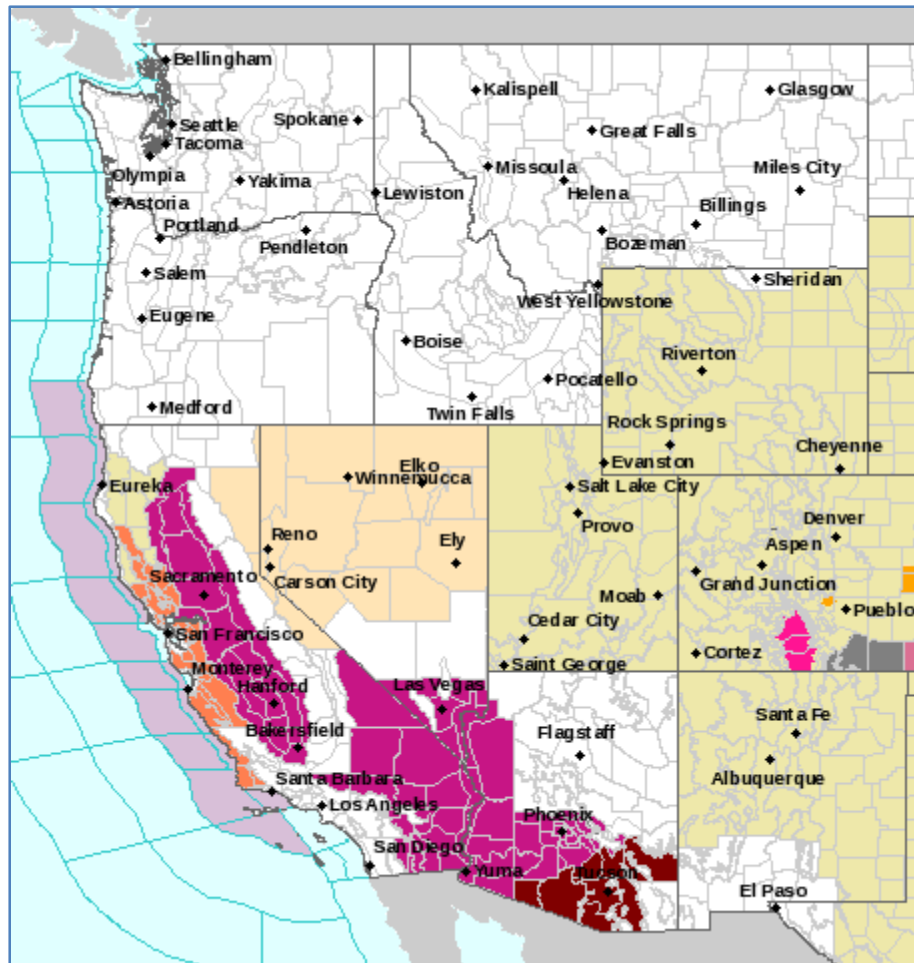 Bellingham
Kalispell
Glasgow
Seattle
Spokane
Great Falls
Tacoma
Missoula
Miles City
Olympia
Yakima
Lewiston
Helena
Astoria
Billings
Portland
Pendleton
Bozeman
Salem
Sheridan
West Yellowstone
Eugene
Boise
Riverton
Pocatello
Medford
Twin Falls
Rock Springs
Cheyenne
Elko
Evanston
Eureka
Winnemucca
Salt Lake City
Provo
Denver
Reno
Ely
Aspen
Sacramento
Carson City
Grand Junction
Moab
Pueblo
San Francisco
Cedar City
Cortez
Monterey
Saint George
Hanford
Las Vegas
Santa Fe
Bakersfield
Flagstaff
Albuquerque
Santa Barbara
Los Angeles
Phoenix
San Diego
Yuma
Tucson
El Paso